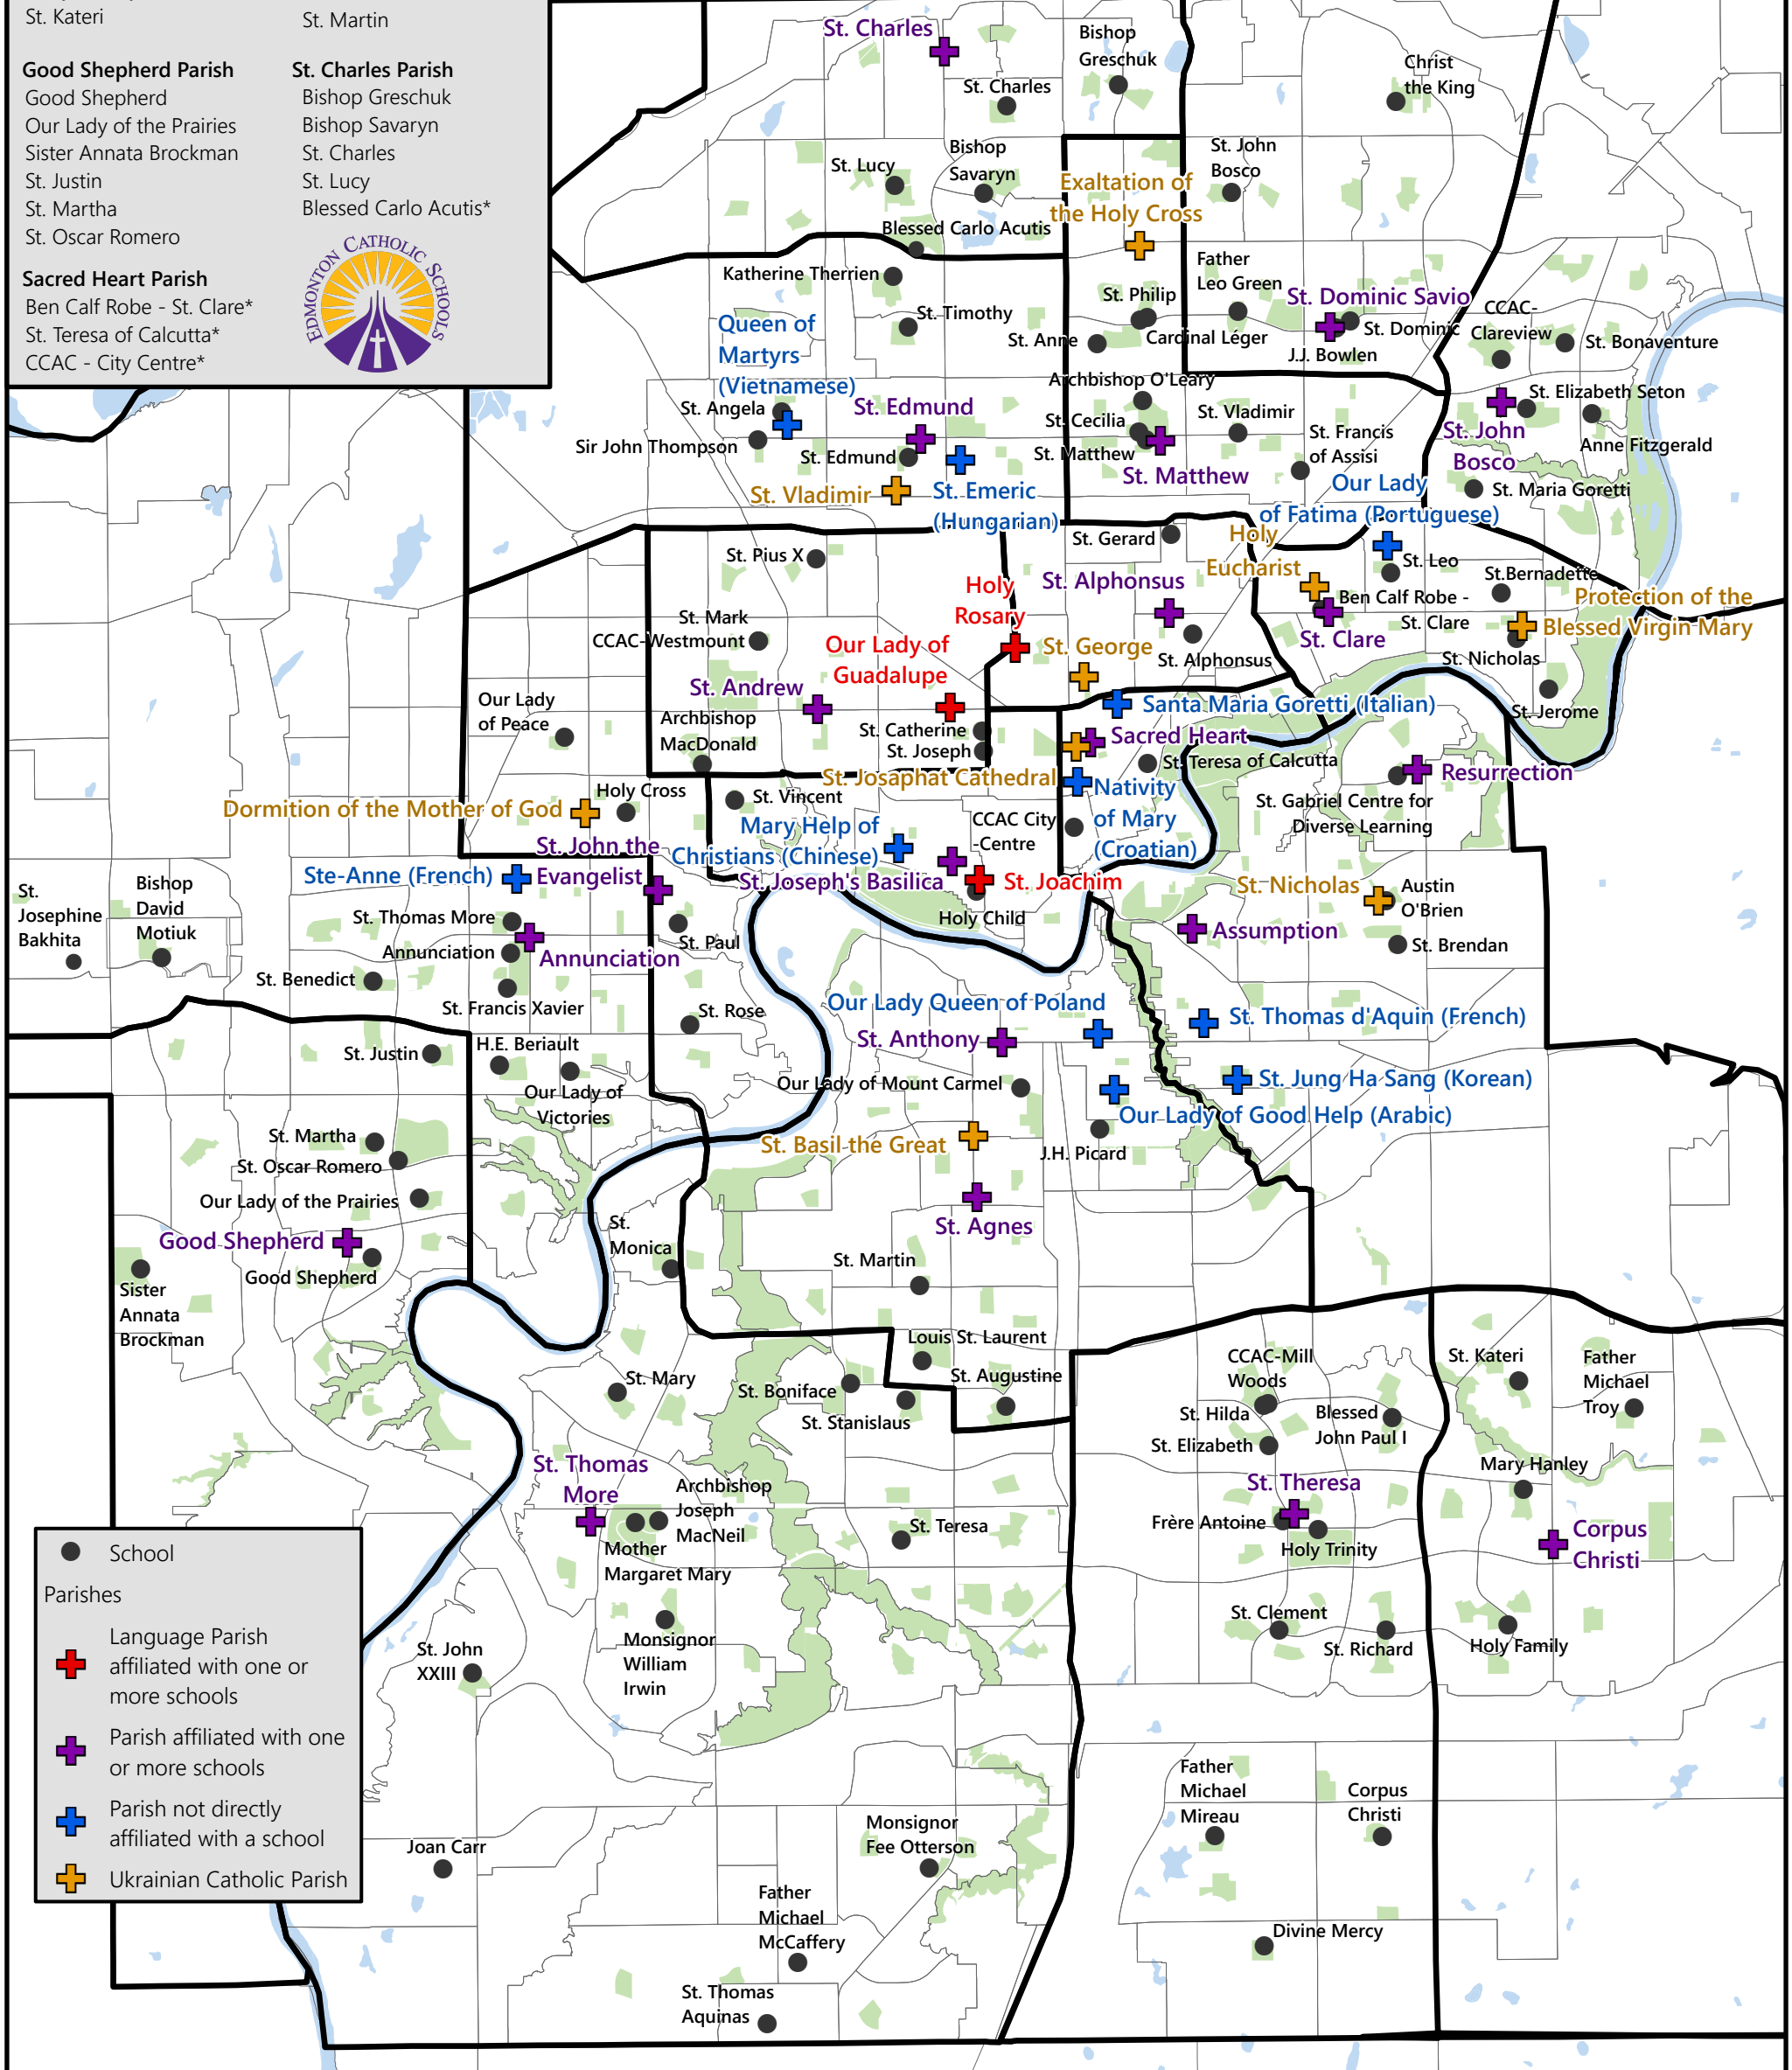 St. Kateri
St. Martin
Good Shepherd Parish
Good Shepherd
Our Lady of the Prairies
Sister Annata Brockman
St. Justin
St. Martha
St. Oscar Romero
Sacred Heart Parish
Ben Calf Robe - St. Clare*
St. Teresa of Calcutta*
CCAC - City Centre*
St. Charles Parish
Bishop Greschuk
Bishop Savaryn
St. Charles
St. Lucy
Blessed Carlo Acutis*
EDMONTON CATHOLIC SCHOOLS
St. Charles
St. Charles
Bishop
Greschuk
Christ
the King
St. Lucy
Bishop
Savaryn
St. John
Bosco
Exaltation of
the Holy Cross
Blessed Carlo Acutis
Katherine Therrien
Father
Leo Green
St. Timothy
St. Philip
St. Anne
Cardinal Léger
St. Dominic Savio
St. Dominic
J.J. Bowlen
CCAC-
Clareview
St. Bonaventure
Queen of
Martyrs
(Vietnamese)
St. Angela
Sir John Thompson
St. Edmund
St. Edmund
St. Vladimir
St. Emeric
(Hungarian)
Archbishop O'Leary
St. Cecilia
St. Matthew
St. Matthew
St. Vladimir
St. Francis
of Assisi
St. Elizabeth Seton
St. John
Bosco
Anne Fitzgerald
St. Maria Goretti
Our Lady
of Fatima (Portuguese)
St. Pius X
St. Gerard
Holy
Eucharist
St. Leo
St.Bernadette
St. Mark
CCAC-Westmount
Holy
Rosary
St. Alphonsus
St. Alphonsus
Ben Calf Robe -
St. Clare
St. Clare
Protection of the
Blessed Virgin Mary
St. Nicholas
St. Jerome
Our Lady of
Guadalupe
St. George
St. Andrew
Our Lady
of Peace
Archbishop
MacDonald
St. Catherine
St. Joseph
Santa Maria Goretti (Italian)
Sacred Heart
St. Teresa of Calcutta
St. Josaphat Cathedral
Nativity
of Mary
(Croatian)
Resurrection
St. Gabriel Centre for
Diverse Learning
Dormition of the Mother of God
Holy Cross
St. Vincent
Mary Help of
Christians (Chinese)
CCAC City
-Centre
St. John the
Evangelist
St. Joseph's Basilica
St. Joachim
Holy Child
Ste-Anne (French)
St. Nicholas
Austin
O'Brien
St. Brendan
Assumption
St.
Josephine
Bakhita
Bishop
David
Motiuk
St. Thomas More
Annunciation
Annunciation
St. Paul
St. Benedict
St. Francis Xavier
St. Rose
Our Lady Queen of Poland
St. Anthony
St. Thomas d'Aquin (French)
St. Justin
H.E. Beriault
Our Lady of
Victories
Our Lady of Mount Carmel
St. Jung Ha Sang (Korean)
Our Lady of Good Help (Arabic)
St. Martha
St. Oscar Romero
St. Basil the Great
J.H. Picard
Our Lady of the Prairies
Good Shepherd
Good Shepherd
Sister
Annata
Brockman
St. Agnes
St.
Monica
St. Martin
Louis St. Laurent
St. Augustine
St. Mary
St. Boniface
St. Stanislaus
CCAC-Mill
Woods
St. Hilda
Blessed
John Paul I
St. Elizabeth
St. Kateri
Father
Michael
Troy
Mary Hanley
St. Thomas
More
Archbishop
Joseph
MacNeil
Mother
Margaret Mary
St. Teresa
St. Theresa
Frère Antoine
Holy Trinity
Corpus
Christi
St. Clement
St. Richard
Holy Family
Monsignor
William
Irwin
St. John
XXIII
School
Parishes
Language Parish
affiliated with one or
more schools
Parish affiliated with one
or more schools
Parish not directly
affiliated with a school
Ukrainian Catholic Parish
Joan Carr
Monsignor
Fee Otterson
Father
Michael
Mireau
Corpus
Christi
Father
Michael
McCaffery
Divine Mercy
St. Thomas
Aquinas